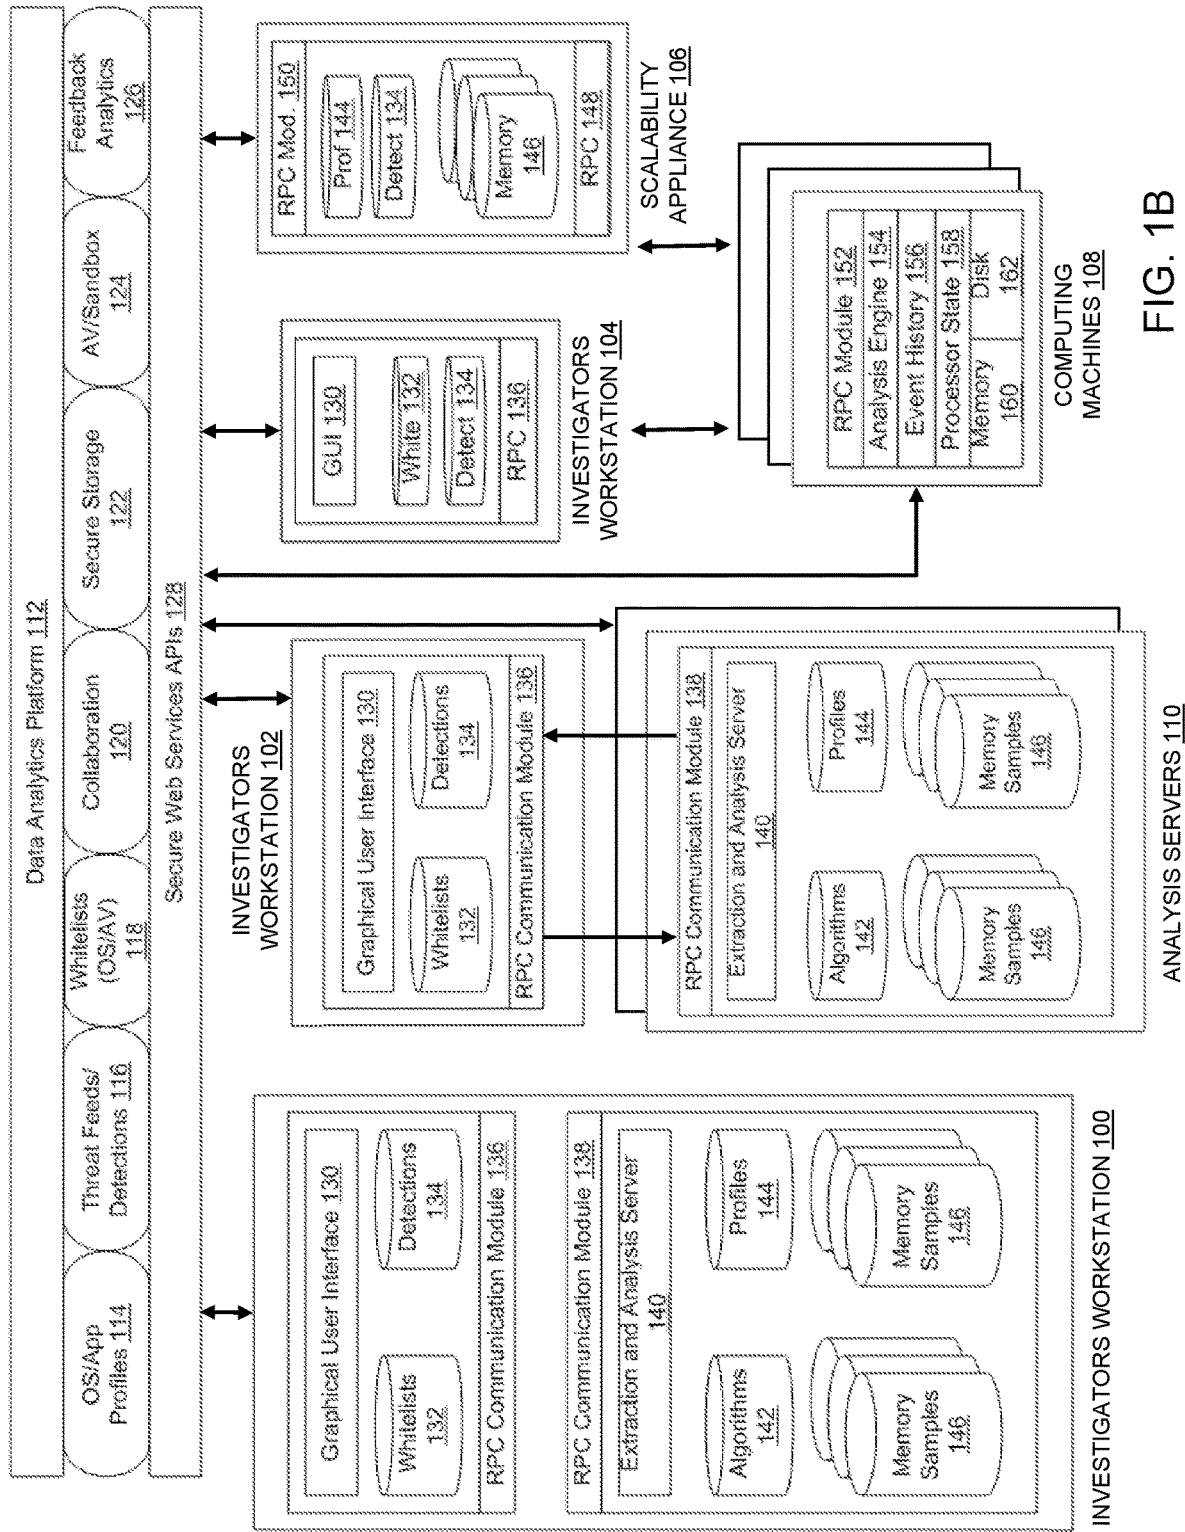 Data Analytics Platform 112
OS/App
Profiles 114
Threat Feeds/
Detections 116
Whitelists
(OS/AV)
118
Collaboration
120
Secure Storage
122
AV/Sandbox
124
Feedback
Analytics
126
Secure Web Services APIs 128
Graphical User Interface 130
Whitelists
132
Detections
134
RPC Communication Module 136
RPC Communication Module 138
Extraction and Analysis Server
140
Algorithms
142
Profiles
144
Memory
Samples
146
Memory
Samples
146
INVESTIGATORS WORKSTATION 100
INVESTIGATORS
WORKSTATION 102
Graphical User Interface 130
Whitelists
132
Detections
134
RPC Communication Module 136
RPC Communication Module 138
Extraction and Analysis Server
140
Algorithms
142
Profiles
144
Memory
Samples
146
Memory
Samples
146
ANALYSIS SERVERS 110
GUI 130
White 132
Detect 134
RPC 136
INVESTIGATORS
WORKSTATION 104
RPC Mod. 150
Prof 144
Detect 134
Memory
146
RPC 148
SCALABILITY
APPLIANCE 106
RPC Module 152
Analysis Engine 154
Event History 156
Processor State 158
Memory
160
Disk
162
COMPUTING
MACHINES 108
FIG. 1B